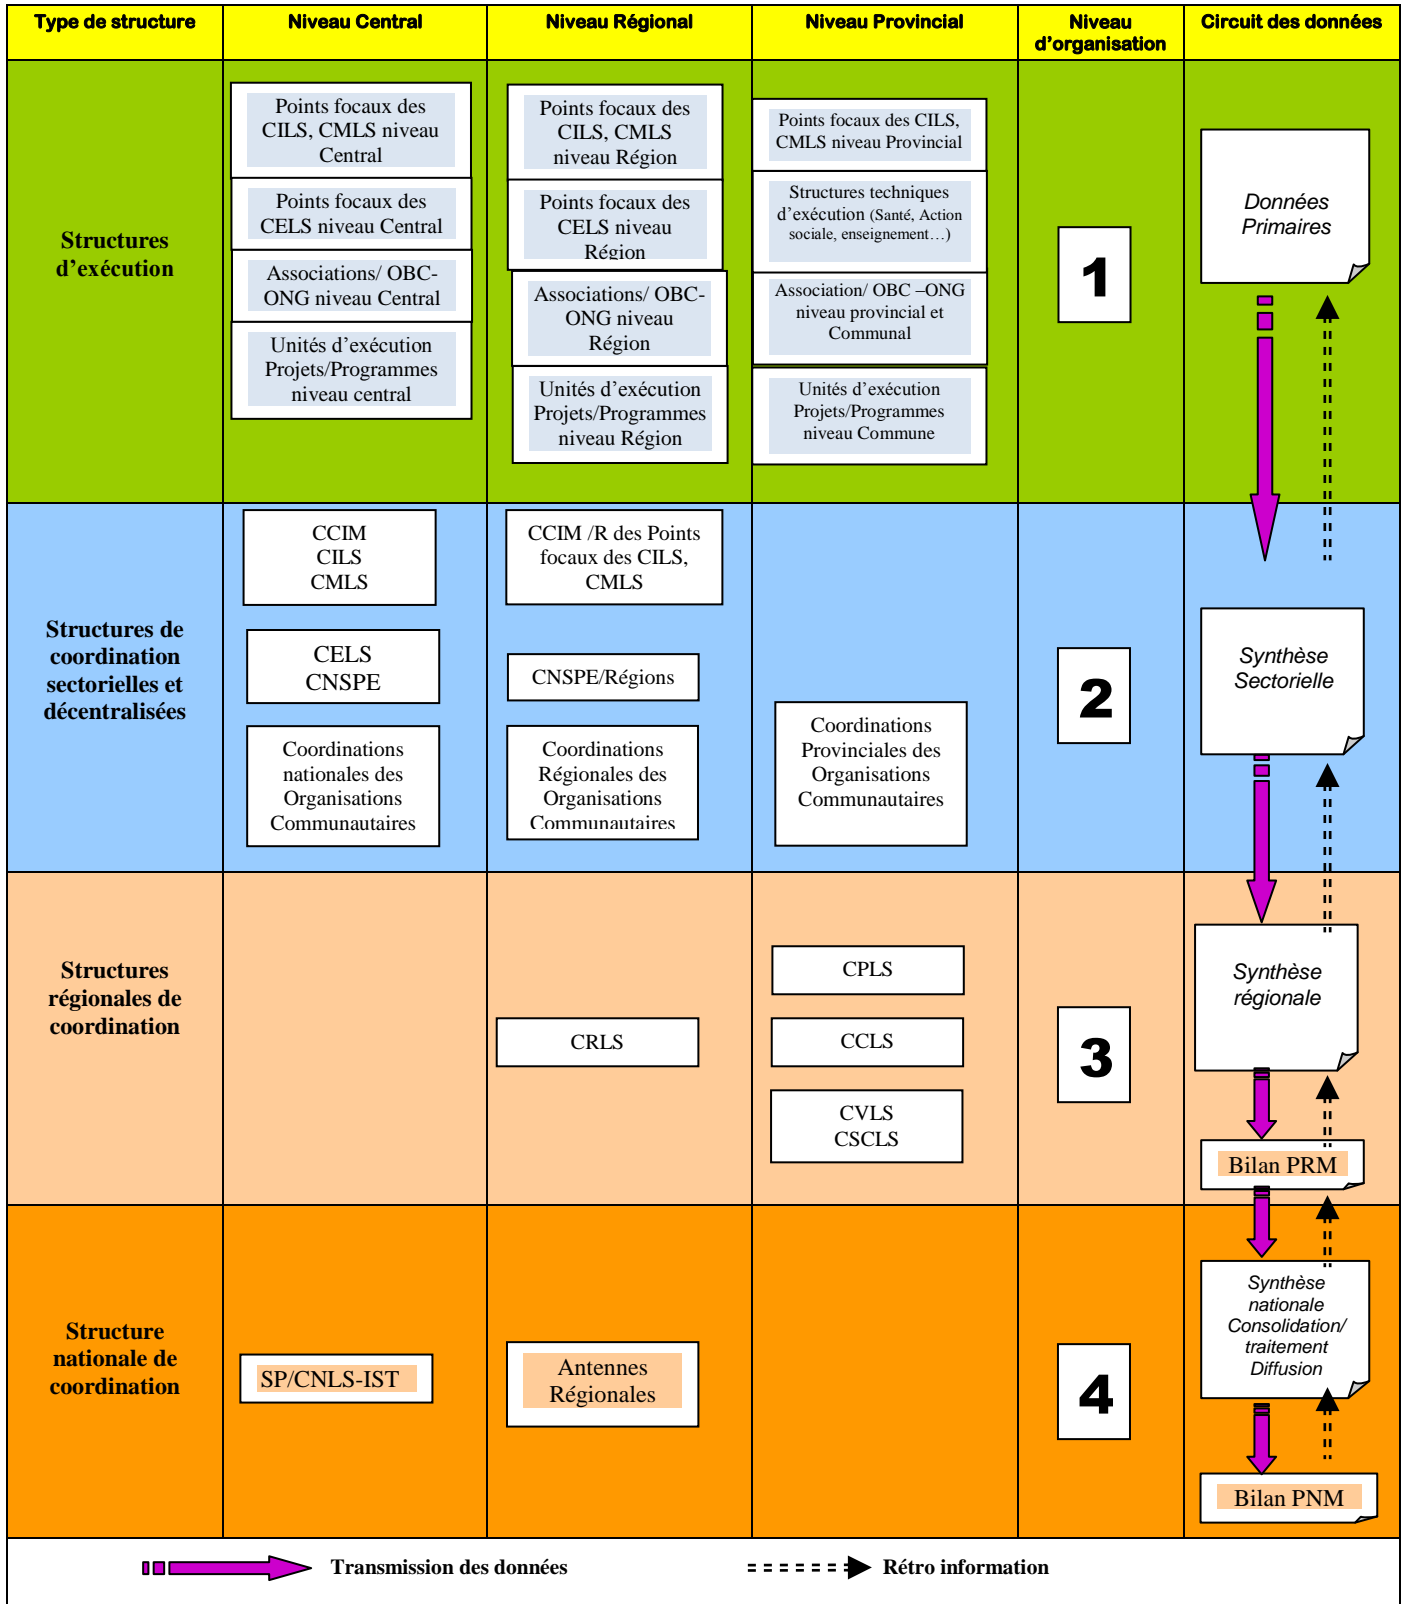 Type de structure
Niveau Central
Niveau Régional
Niveau Provincial
Niveau
d'organisation
Circuit des données
Structures
d'exécution
Points focaux des
CILS, CMLS niveau
Central
Points focaux des
CELS niveau Central
Associations/ OBC-
ONG niveau Central
Unités d'exécution
Projets/Programmes
niveau central
Points focaux des
CILS, CMLS
niveau Région
Points focaux des
CELS niveau
Région
Associations/ OBC-
ONG niveau
Région
Unités d'exécution
Projets/Programmes
niveau Région
Points focaux des CILS,
CMLS niveau Provincial
Structures techniques
d'exécution (Santé, Action
sociale, enseignement…)
Association/ OBC –ONG
niveau provincial et
Communal
Unités d'exécution
Projets/Programmes
niveau Commune
1
Données
Primaires
Structures de
coordination
sectorielles et
décentralisées
CCIM
CILS
CMLS
CELS
CNSPE
Coordinations
nationales des
Organisations
Communautaires
CCIM /R des Points
focaux des CILS,
CMLS
CNSPE/Régions
Coordinations
Régionales des
Organisations
Communautaires
Coordinations
Provinciales des
Organisations
Communautaires
2
Synthèse
Sectorielle
Structures
régionales de
coordination
CRLS
CPLS
CCLS
CVLS
CSCLS
3
Synthèse
régionale
Bilan PRM
Structure
nationale de
coordination
SP/CNLS-IST
Antennes
Régionales
4
Synthèse
nationale
Consolidation/
traitement
Diffusion
Bilan PNM
Transmission des données
Rétro information